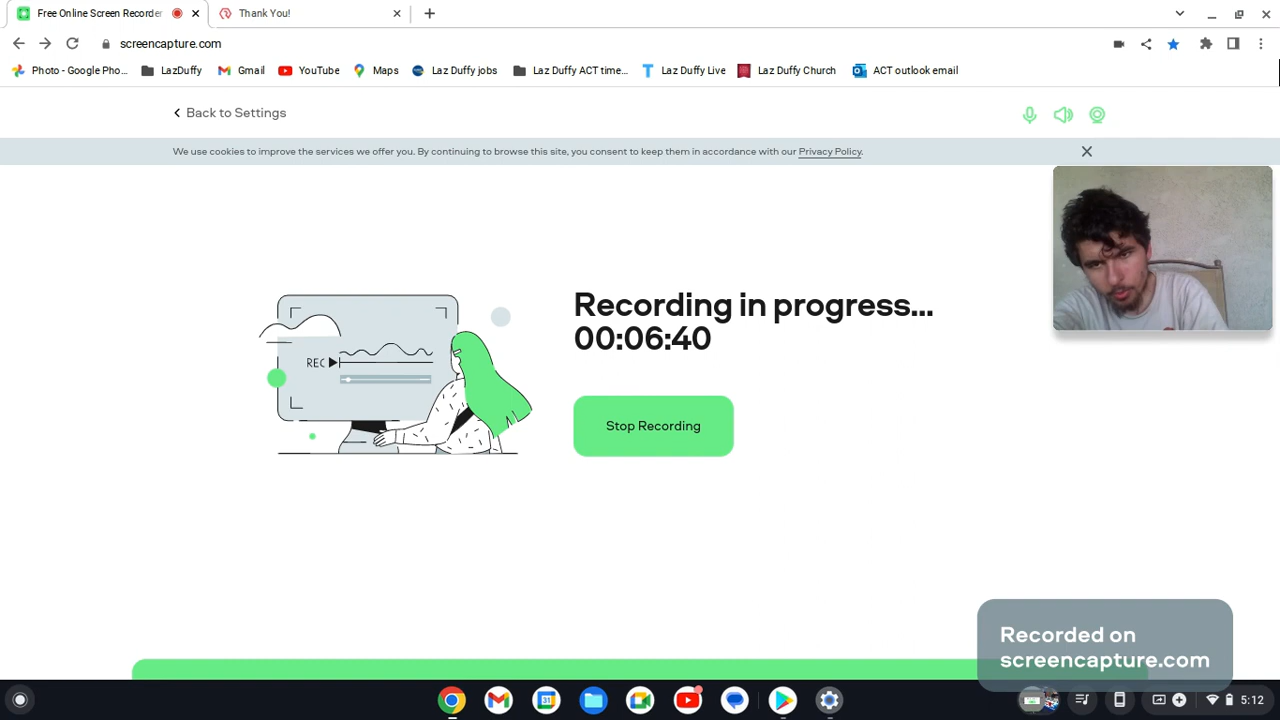 Free Online Screen Recorder
Thank You!
screencapture.com
Photo - Google Pho...
LazDuffy
Gmail
YouTube
Maps
Laz Duffy jobs
Laz Duffy ACT time...
Laz Duffy Live
Laz Duffy Church
ACT outlook email
Back to Settings
We use cookies to improve the services we offer you. By continuing to browse this site, you consent to keep them in accordance with our Privacy Policy.
REC
Recording in progress...
00:06:40
Stop Recording
Recorded on
screencapture.com
31
5:12